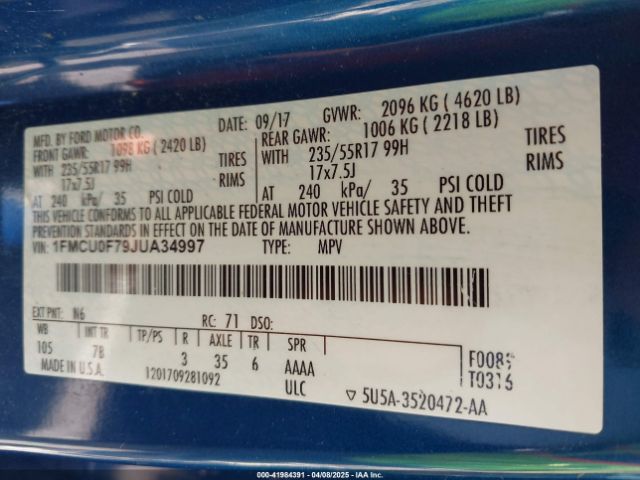 MFD. BY FORD MOTOR CO. DATE: 09/17 GVWR: 2096 KG ( 4620 LB)
FRONT GAWR: 1098 KG ( 2420 LB) REAR GAWR: 1006 KG ( 2218 LB)
WITH 235/55R17 99H TIRES WITH 235/55R17 99H TIRES
17x7.5J RIMS 17x7.5J RIMS
AT 240 kPa/ 35 PSI COLD AT 240 kPa/ 35 PSI COLD
THIS VEHICLE CONFORMS TO ALL APPLICABLE FEDERAL MOTOR VEHICLE SAFETY AND THEFT
PREVENTION STANDARDS IN EFFECT ON THE DATE OF MANUFACTURE SHOWN ABOVE.
VIN: 1FMCU0F79JUA34997 TYPE: MPV
EXT PNT: N6 RC: 71 DSO:
WB INT TR TP/PS R AXLE TR SPR
105 7B 3 35 6 AAAA
F0085
T0316
MADE IN U.S.A. 1201709281092 ULC
▽ 5U5A-3520472-AA
000-41984391 - 04/08/2025 - IAA Inc.